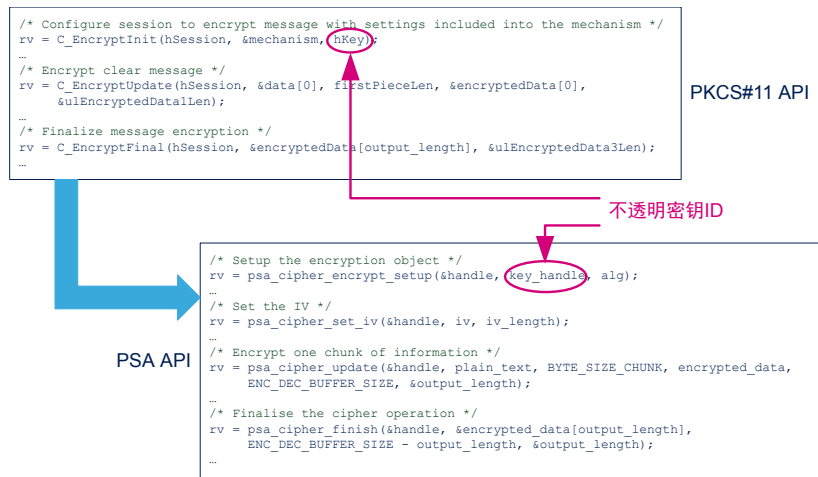 /* Configure session to encrypt message with settings included into the mechanism */
rv = C_EncryptInit(hSession, &mechanism, hKey);
…
/* Encrypt clear message */
rv = C_EncryptUpdate(hSession, &data[0], firstPieceLen, &encryptedData[0],
&ulEncryptedData1Len);
…
/* Finalize message encryption */
rv = C_EncryptFinal(hSession, &encryptedData[output_length], &ulEncryptedData3Len);
…
PKCS#11 API
不透明密钥ID
/* Setup the encryption object */
rv = psa_cipher_encrypt_setup(&handle, key_handle, alg);
…
/* Set the IV */
rv = psa_cipher_set_iv(&handle, iv, iv_length);
…
/* Encrypt one chunk of information */
rv = psa_cipher_update(&handle, plain_text, BYTE_SIZE_CHUNK, encrypted_data,
ENC_DEC_BUFFER_SIZE, &output_length);
…
/* Finalise the cipher operation */
rv = psa_cipher_finish(&handle, &encrypted_data[output_length],
ENC_DEC_BUFFER_SIZE - output_length, &output_length);
…
PSA API